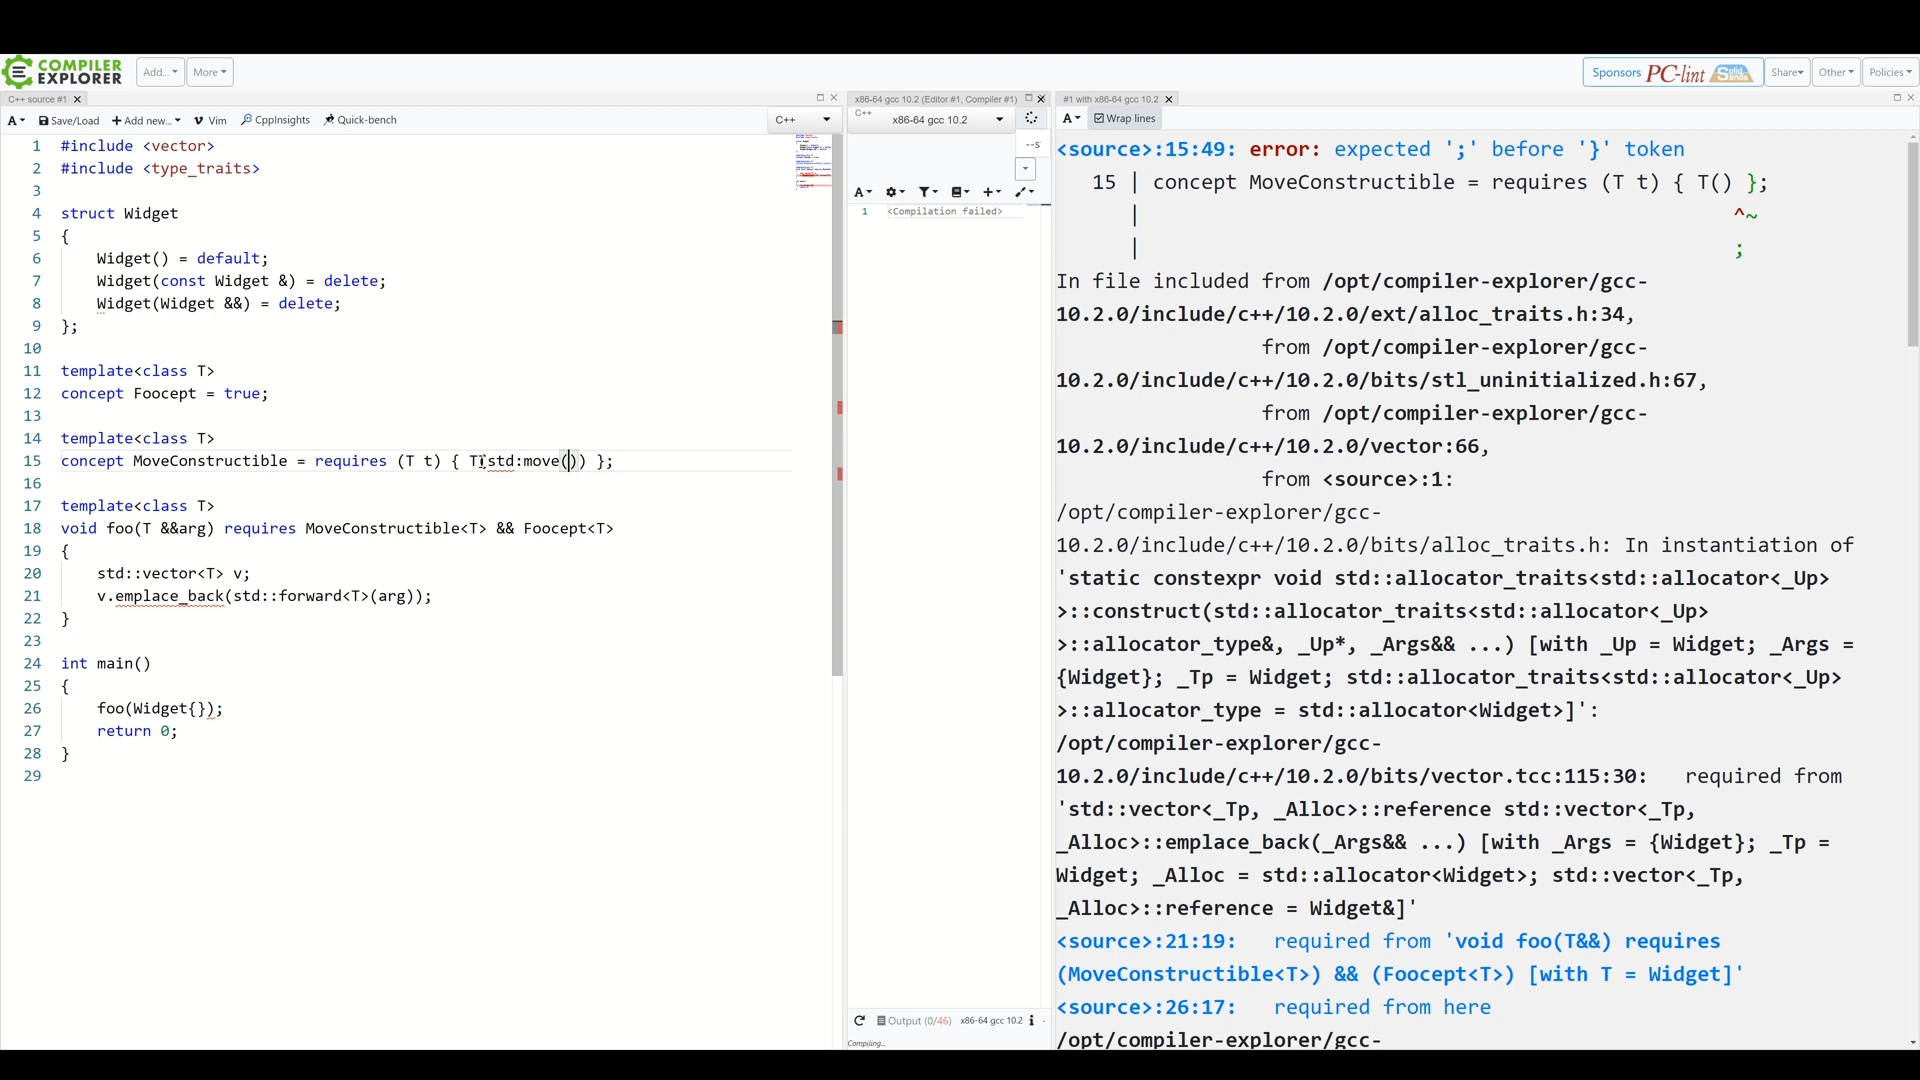 COMPILER
EXPLORER
Add...
More
Sponsors PC-lint Solid Sands
Share
Other
Policies
C++ source #1
A
Save/Load
Add new...
Vim
CppInsights
Quick-bench
C++
1 #include <vector>
2 #include <type_traits>
3
4 struct Widget
5 {
6 Widget() = default;
7 Widget(const Widget &) = delete;
8 Widget(Widget &&) = delete;
9 };
10
11 template<class T>
12 concept Foocept = true;
13
14 template<class T>
15 concept MoveConstructible = requires (T t) { T(std:move()) };
16
17 template<class T>
18 void foo(T &&arg) requires MoveConstructible<T> && Foocept<T>
19 {
20 std::vector<T> v;
21 v.emplace_back(std::forward<T>(arg));
22 }
23
24 int main()
25 {
26 foo(Widget{});
27 return 0;
28 }
29
x86-64 gcc 10.2 (Editor #1, Compiler #1)
C++
x86-64 gcc 10.2
--s
A
1 <Compilation failed>
Output (0/46) x86-64 gcc 10.2 i -
Compiling...
#1 with x86-64 gcc 10.2
A
Wrap lines
<source>:15:49: error: expected ';' before '}' token
15 | concept MoveConstructible = requires (T t) { T() };
| ^~
| ;
In file included from /opt/compiler-explorer/gcc-
10.2.0/include/c++/10.2.0/ext/alloc_traits.h:34,
from /opt/compiler-explorer/gcc-
10.2.0/include/c++/10.2.0/bits/stl_uninitialized.h:67,
from /opt/compiler-explorer/gcc-
10.2.0/include/c++/10.2.0/vector:66,
from <source>:1:
/opt/compiler-explorer/gcc-
10.2.0/include/c++/10.2.0/bits/alloc_traits.h: In instantiation of
'static constexpr void std::allocator_traits<std::allocator<_Up>
>::construct(std::allocator_traits<std::allocator<_Up>
>::allocator_type&, _Up*, _Args&& ...) [with _Up = Widget; _Args =
{Widget}; _Tp = Widget; std::allocator_traits<std::allocator<_Up>
>::allocator_type = std::allocator<Widget>]':
/opt/compiler-explorer/gcc-
10.2.0/include/c++/10.2.0/bits/vector.tcc:115:30: required from
'std::vector<_Tp, _Alloc>::reference std::vector<_Tp,
_Alloc>::emplace_back(_Args&& ...) [with _Args = {Widget}; _Tp =
Widget; _Alloc = std::allocator<Widget>; std::vector<_Tp,
_Alloc>::reference = Widget&]'
<source>:21:19: required from 'void foo(T&&) requires
(MoveConstructible<T>) && (Foocept<T>) [with T = Widget]'
<source>:26:17: required from here
/opt/compiler-explorer/gcc-